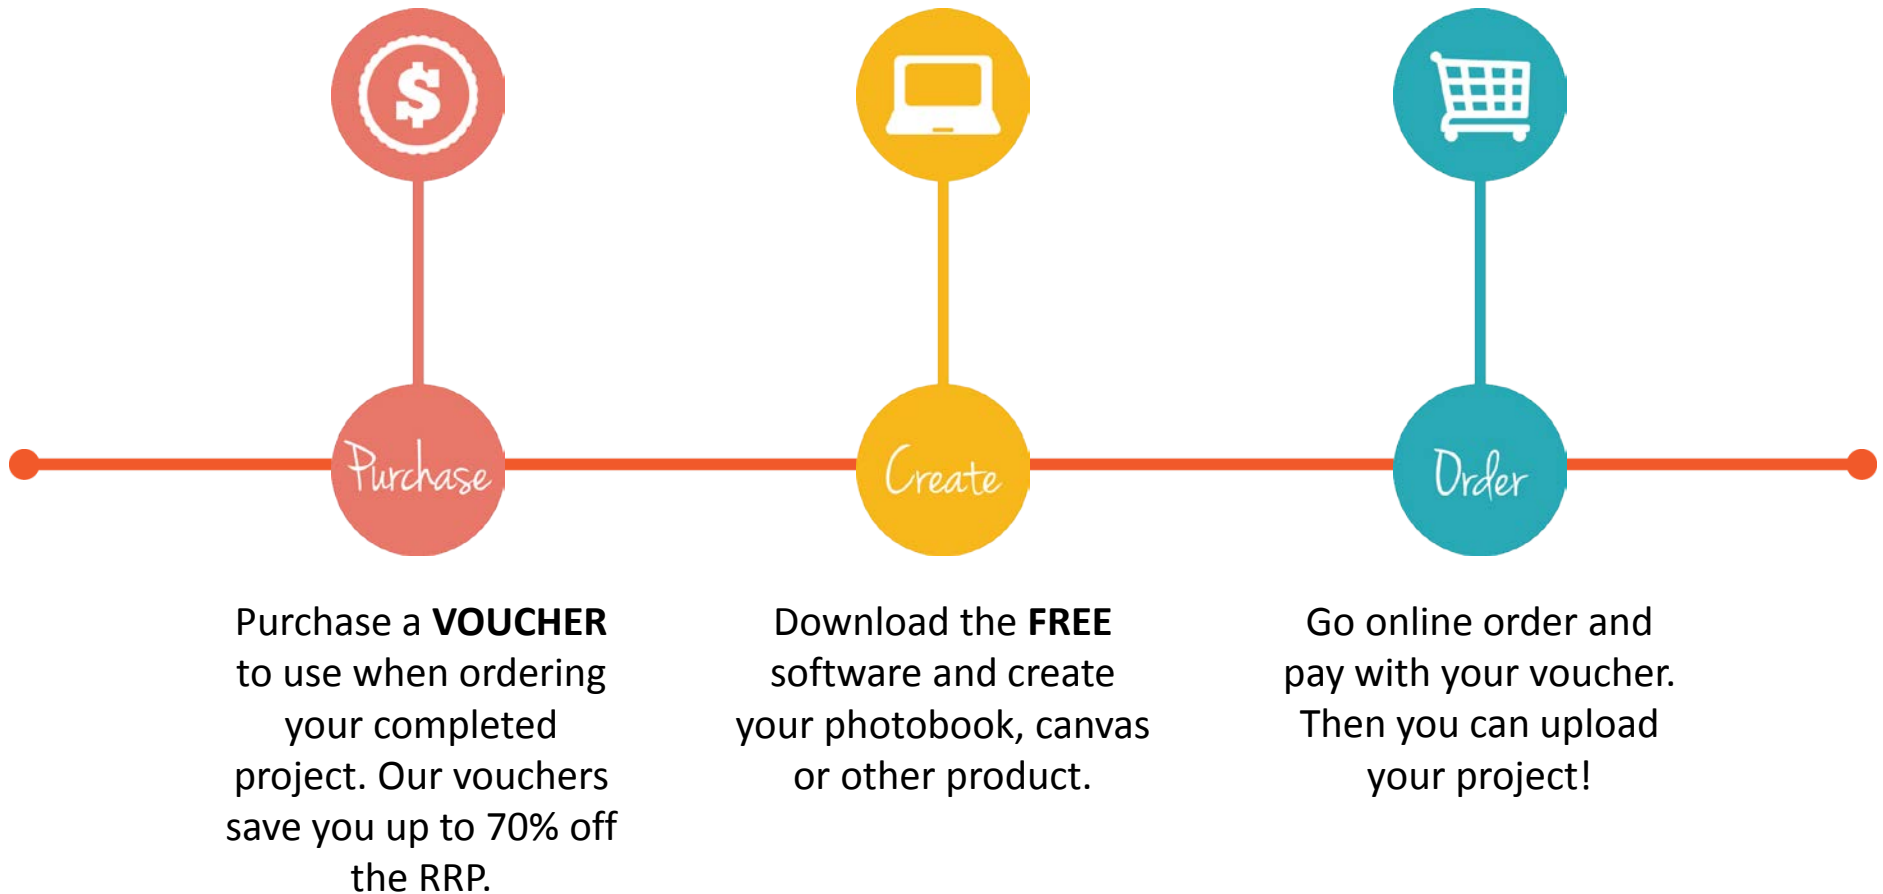 $
Purchase
Create
Order
Purchase a VOUCHER
to use when ordering
your completed
project. Our vouchers
save you up to 70% off
the RRP.
Download the FREE
software and create
your photobook, canvas
or other product.
Go online order and
pay with your voucher.
Then you can upload
your project!